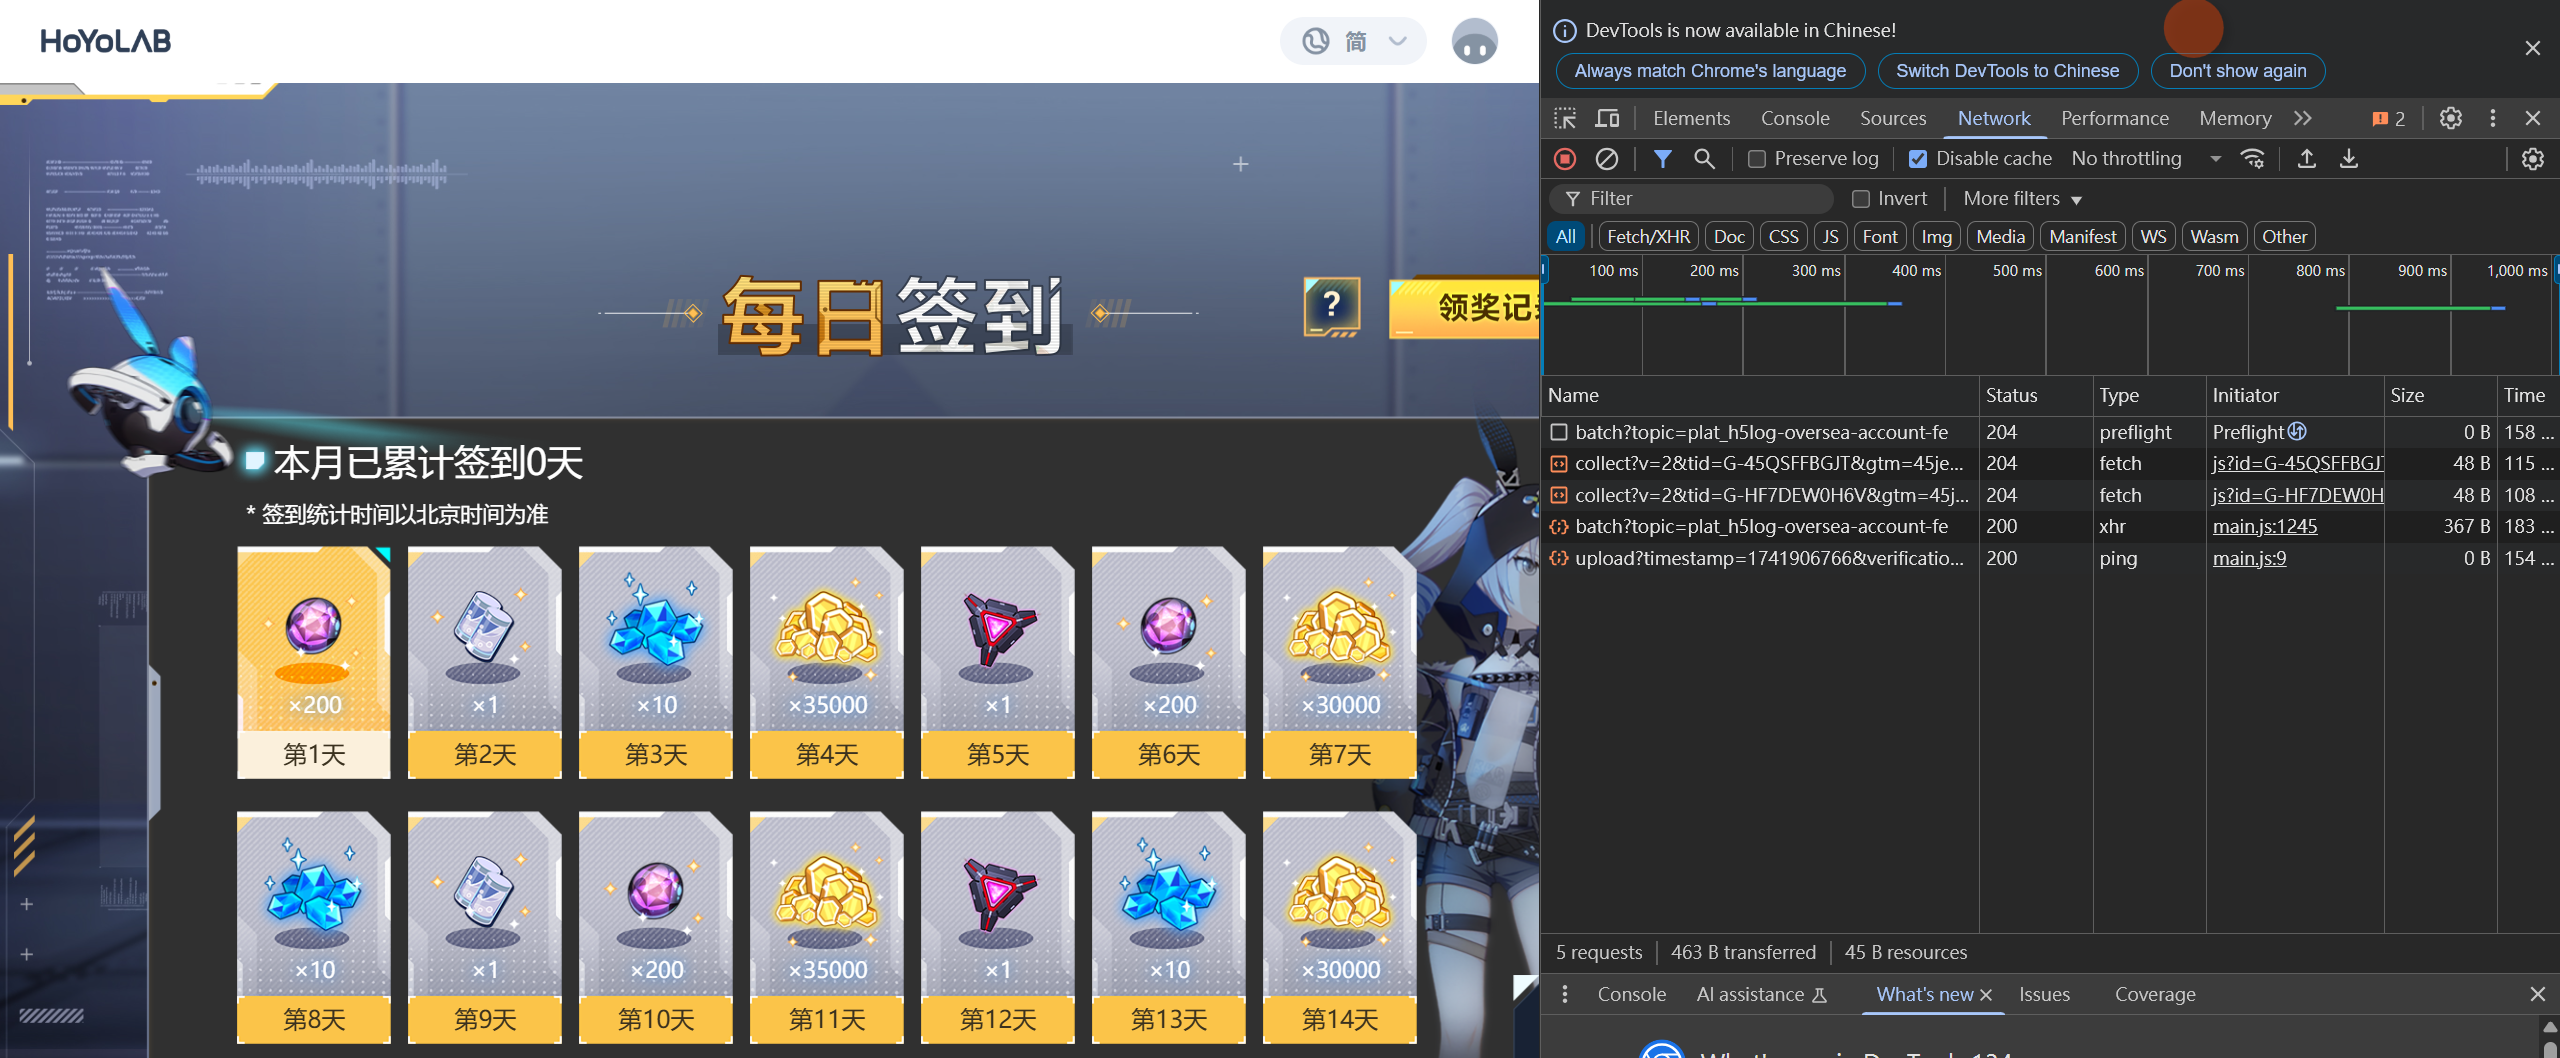 HoYoLAB
简
每日签到
?
领奖记
本月已累计签到0天
* 签到统计时间以北京时间为准
×200
×1
×10
×35000
×1
×200
×30000
第1天
第2天
第3天
第4天
第5天
第6天
第7天
×10
×1
×200
×35000
×1
×10
×30000
第8天
第9天
第10天
第11天
第12天
第13天
第14天
DevTools is now available in Chinese!
Always match Chrome's language
Switch DevTools to Chinese
Don't show again
Elements
Console
Sources
Network
Performance
Memory
2
Preserve log
Disable cache
No throttling
Filter
Invert
More filters
All
Fetch/XHR
Doc
CSS
JS
Font
Img
Media
Manifest
WS
Wasm
Other
100 ms
200 ms
300 ms
400 ms
500 ms
600 ms
700 ms
800 ms
900 ms
1,000 ms
Name Status Type Initiator Size Time
batch?topic=plat_h5log-oversea-account-fe 204 preflight Preflight 0 B 158 ...
collect?v=2&tid=G-45QSFFBGJT&gtm=45je... 204 fetch js?id=G-45QSFFBGJT 48 B 115 ...
collect?v=2&tid=G-HF7DEW0H6V&gtm=45j... 204 fetch js?id=G-HF7DEW0H 48 B 108 ...
batch?topic=plat_h5log-oversea-account-fe 200 xhr main.js:1245 367 B 183 ...
upload?timestamp=1741906766&verificatio... 200 ping main.js:9 0 B 154 ...
5 requests
463 B transferred
45 B resources
Console
AI assistance
What's new
Issues
Coverage